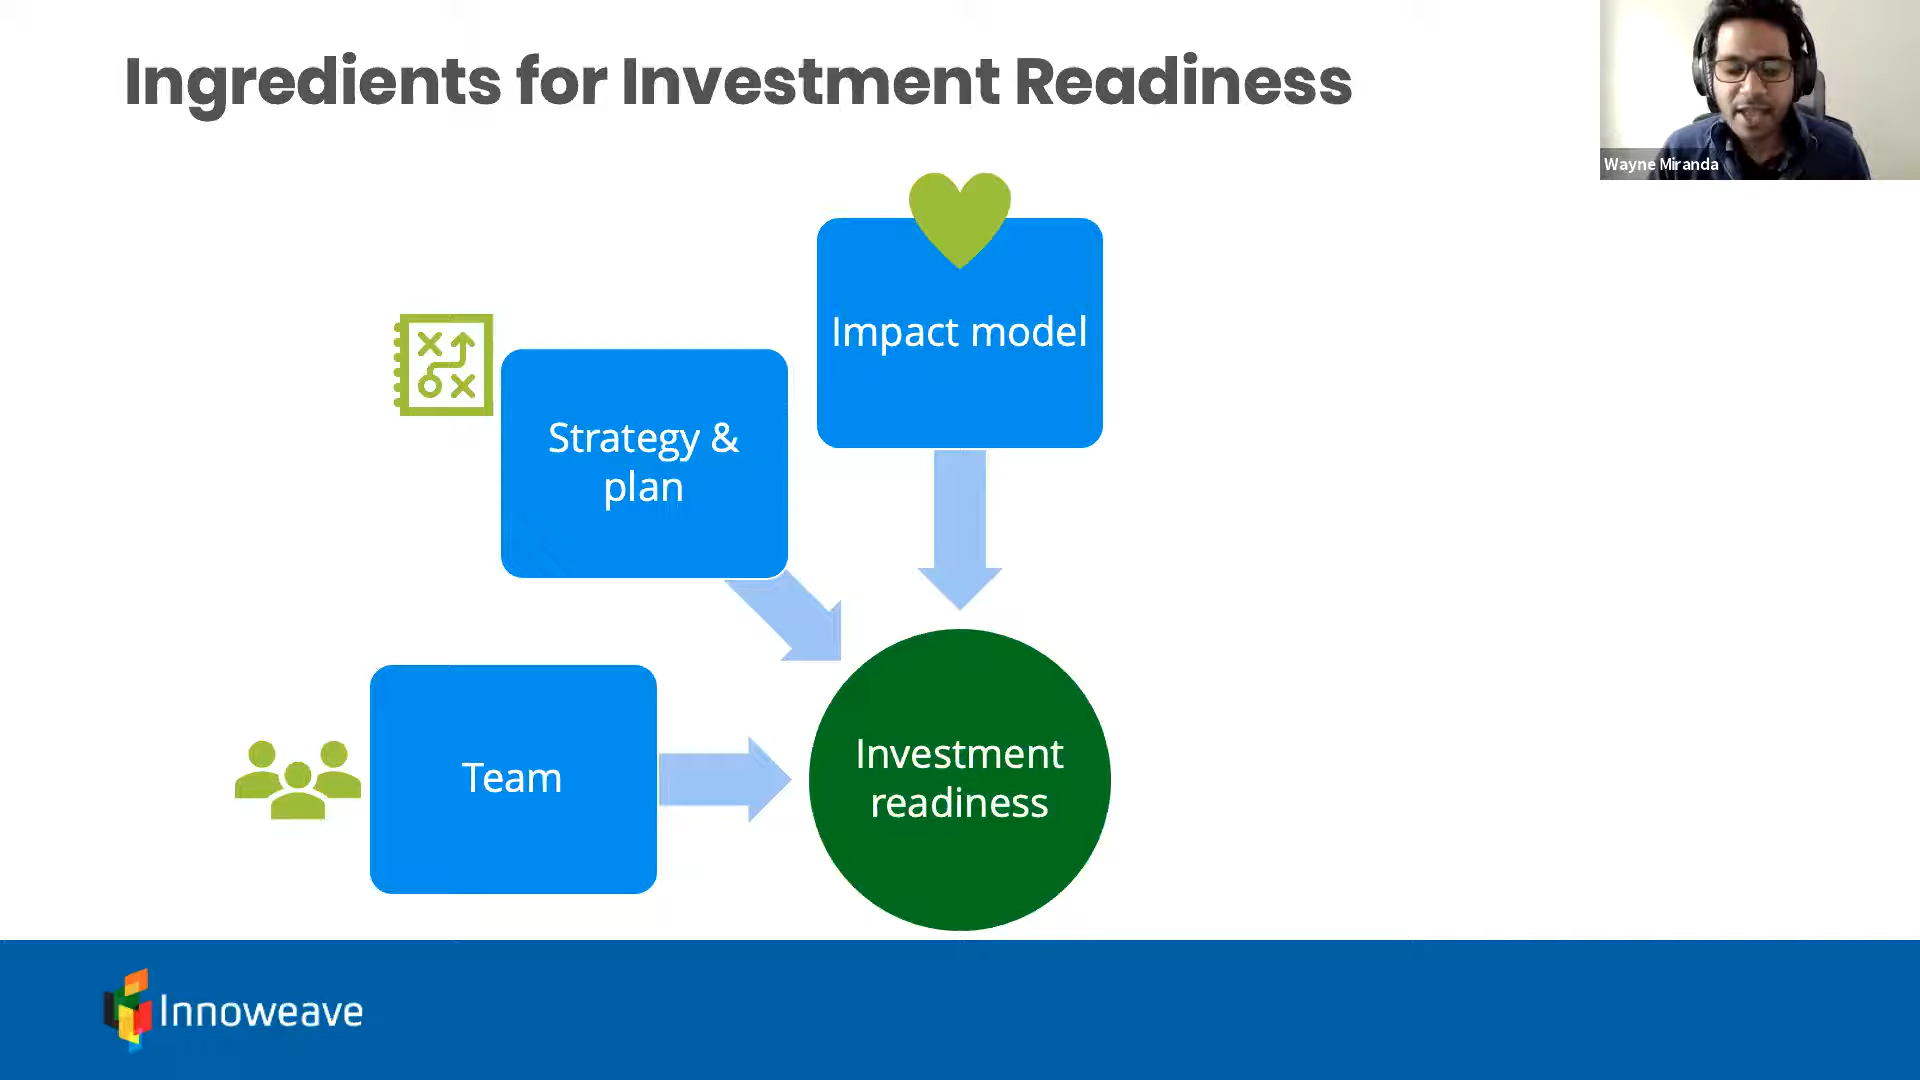 Ingredients for Investment Readiness
Wayne Miranda
Impact model
Strategy &
plan
Team
Investment
readiness
Innoweave